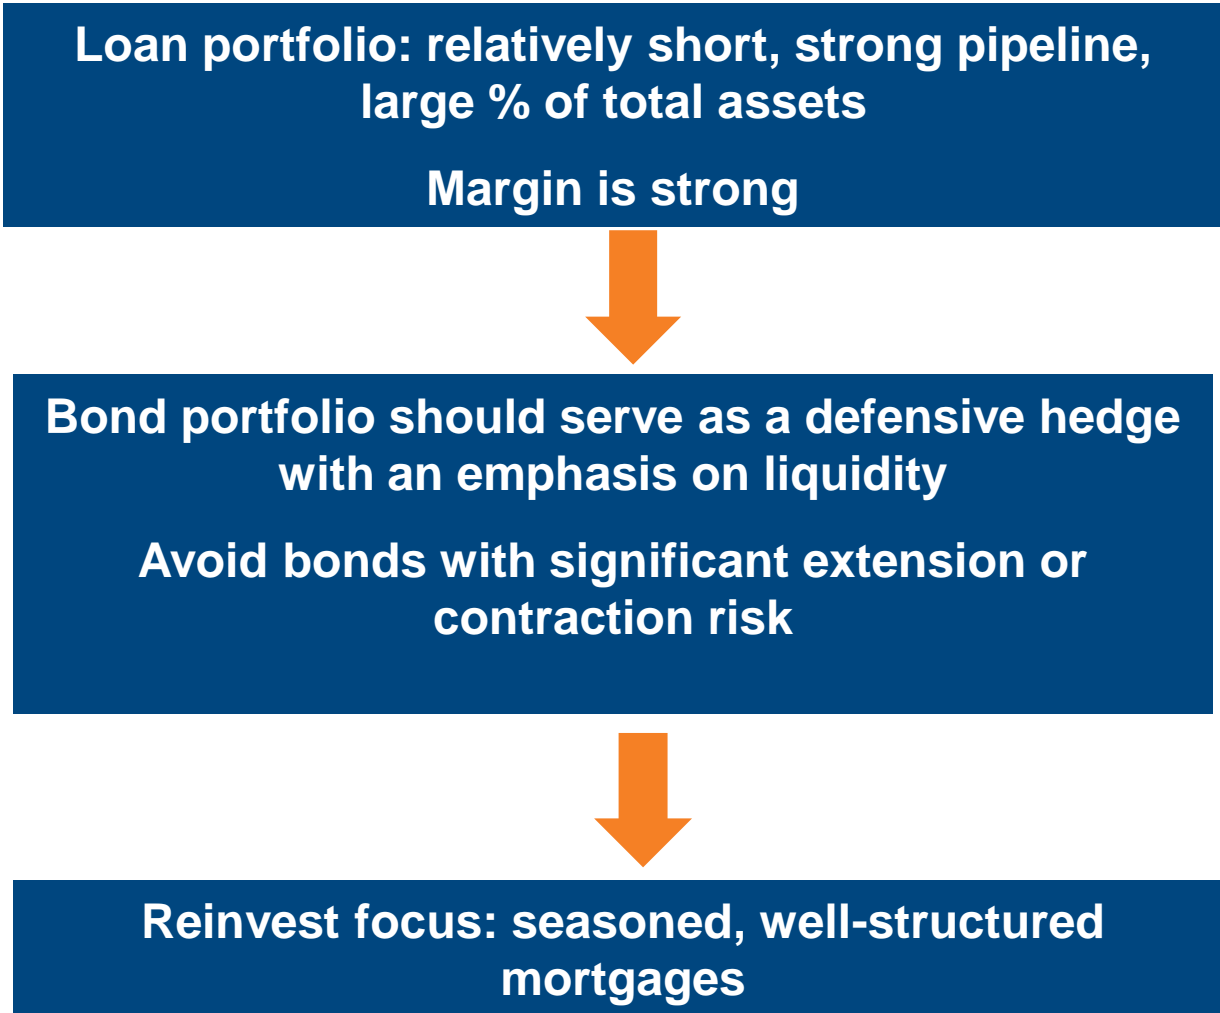 Loan portfolio: relatively short, strong pipeline,
large % of total assets
Margin is strong
Bond portfolio should serve as a defensive hedge
with an emphasis on liquidity
Avoid bonds with significant extension or
contraction risk
Reinvest focus: seasoned, well-structured
mortgages